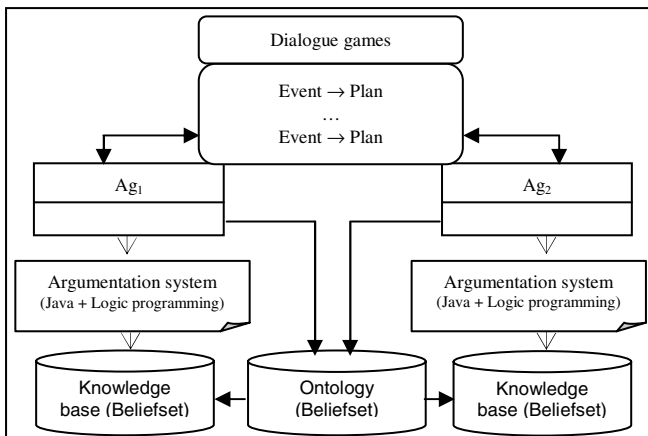 Dialogue games
Event → Plan
…
Event → Plan
Ag₁
Ag₂
Argumentation system
(Java + Logic programming)
Argumentation system
(Java + Logic programming)
Knowledge
base (Beliefset)
Ontology
(Beliefset)
Knowledge
base (Beliefset)